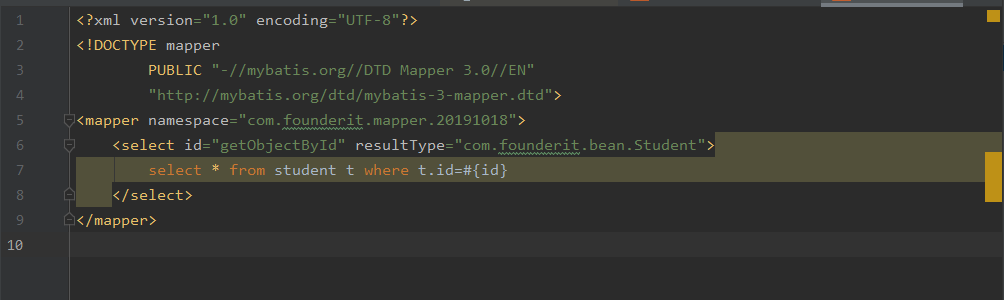 1 <?xml version="1.0" encoding="UTF-8"?>
2 <!DOCTYPE mapper
3 PUBLIC "-//mybatis.org//DTD Mapper 3.0//EN"
4 "http://mybatis.org/dtd/mybatis-3-mapper.dtd">
5 <mapper namespace="com.founderit.mapper.20191018">
6 <select id="getObjectById" resultType="com.founderit.bean.Student">
7 select * from student t where t.id=#{id}
8 </select>
9 </mapper>
10